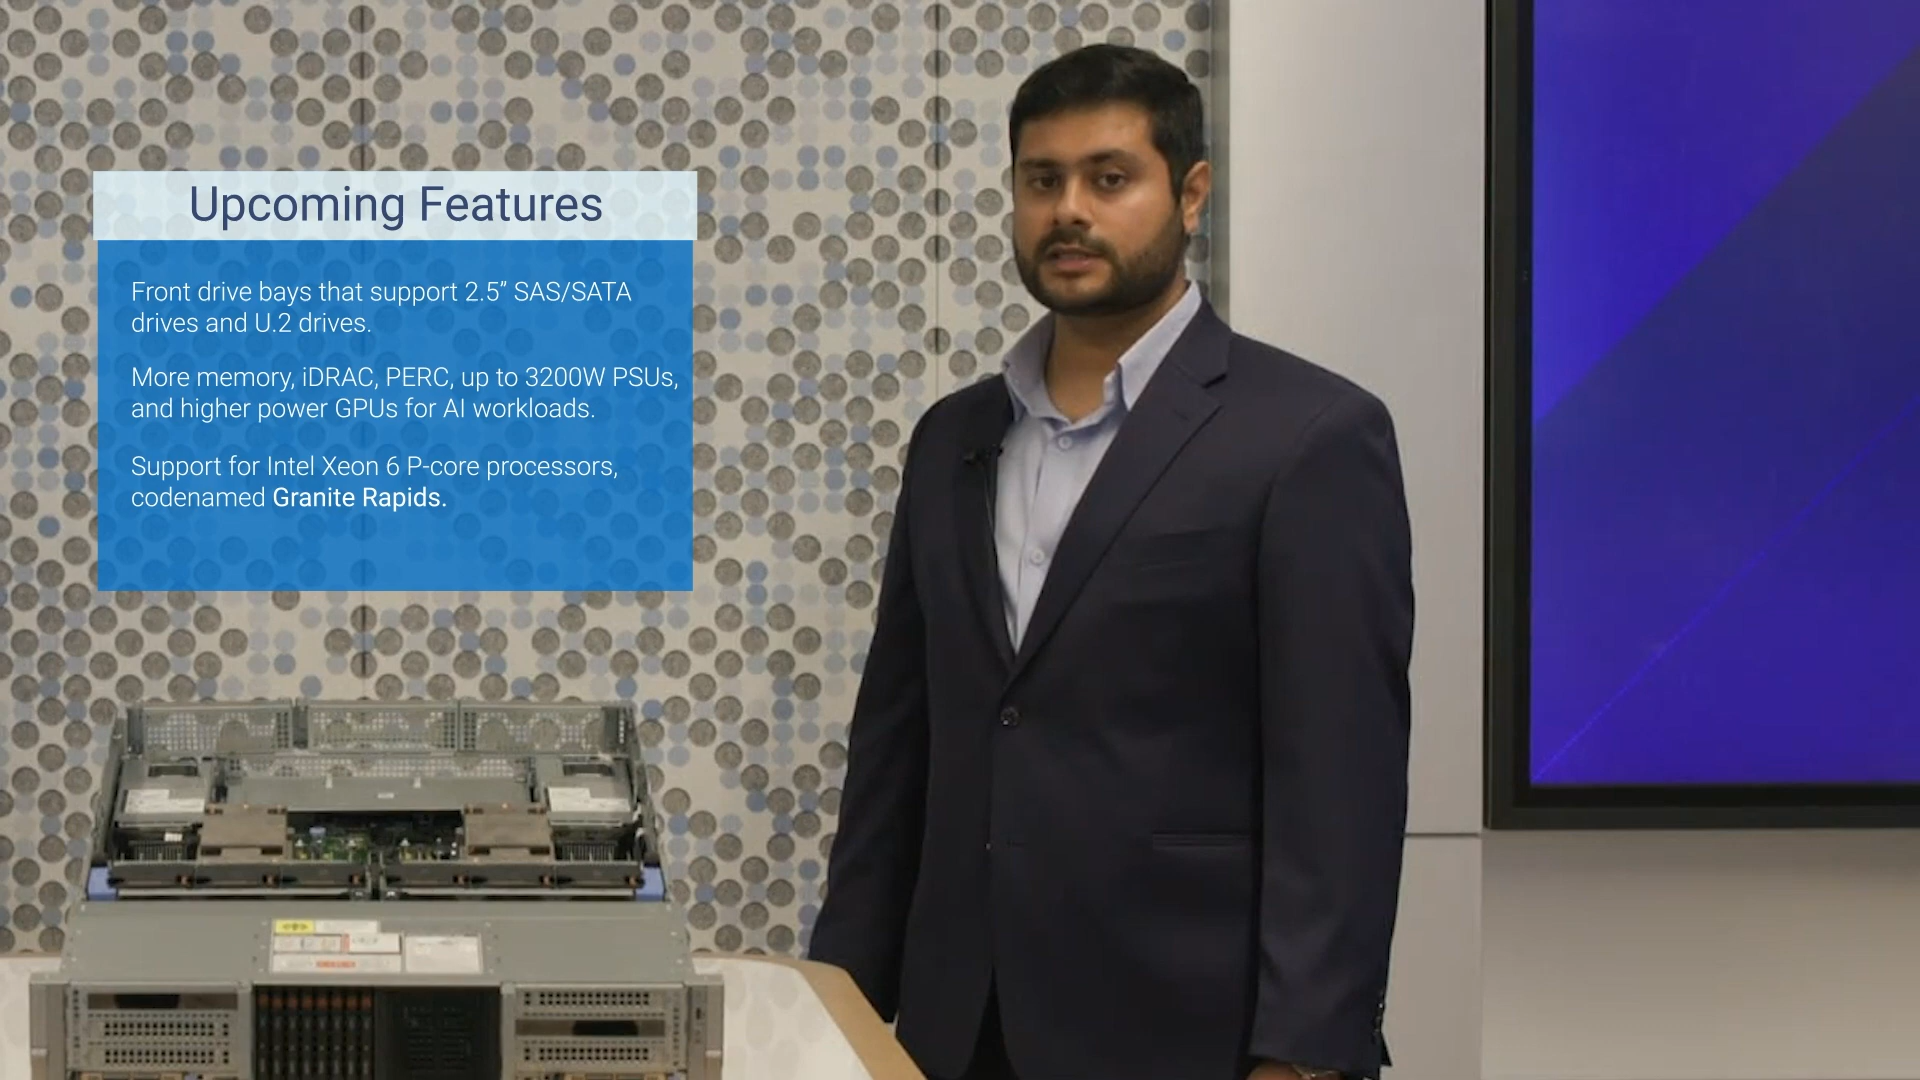 Upcoming Features
Front drive bays that support 2.5” SAS/SATA
drives and U.2 drives.
More memory, iDRAC, PERC, up to 3200W PSUs,
and higher power GPUs for AI workloads.
Support for Intel Xeon 6 P-core processors,
codenamed Granite Rapids.